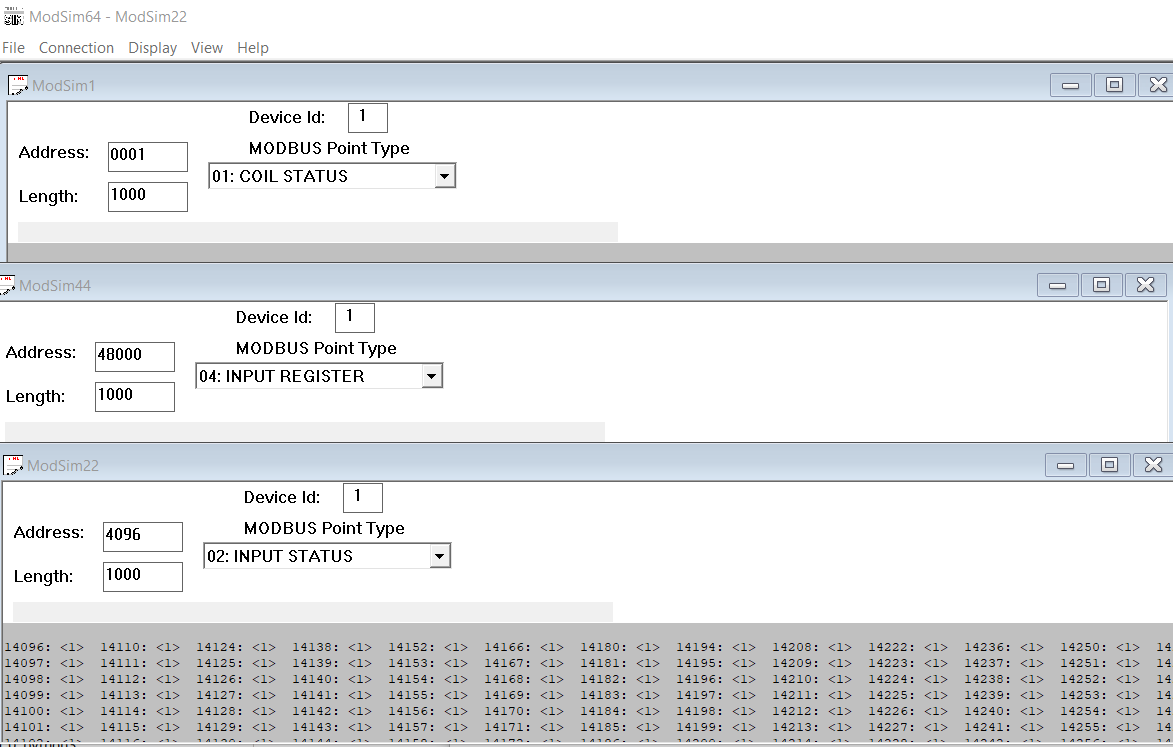 ModSim64 - ModSim22
File Connection Display View Help
ModSim1
Device Id: 1
Address: 0001
MODBUS Point Type
01: COIL STATUS
Length: 1000
ModSim44
Device Id: 1
Address: 48000
MODBUS Point Type
04: INPUT REGISTER
Length: 1000
ModSim22
Device Id: 1
Address: 4096
MODBUS Point Type
02: INPUT STATUS
Length: 1000
14096: <1> 14110: <1> 14124: <1> 14138: <1> 14152: <1> 14166: <1> 14180: <1> 14194: <1> 14208: <1> 14222: <1> 14236: <1> 14250: <1> 14
14097: <1> 14111: <1> 14125: <1> 14139: <1> 14153: <1> 14167: <1> 14181: <1> 14195: <1> 14209: <1> 14223: <1> 14237: <1> 14251: <1> 14
14098: <1> 14112: <1> 14126: <1> 14140: <1> 14154: <1> 14168: <1> 14182: <1> 14196: <1> 14210: <1> 14224: <1> 14238: <1> 14252: <1> 14
14099: <1> 14113: <1> 14127: <1> 14141: <1> 14155: <1> 14169: <1> 14183: <1> 14197: <1> 14211: <1> 14225: <1> 14239: <1> 14253: <1> 14
14100: <1> 14114: <1> 14128: <1> 14142: <1> 14156: <1> 14170: <1> 14184: <1> 14198: <1> 14212: <1> 14226: <1> 14240: <1> 14254: <1> 14
14101: <1> 14115: <1> 14129: <1> 14143: <1> 14157: <1> 14171: <1> 14185: <1> 14199: <1> 14213: <1> 14227: <1> 14241: <1> 14255: <1> 14